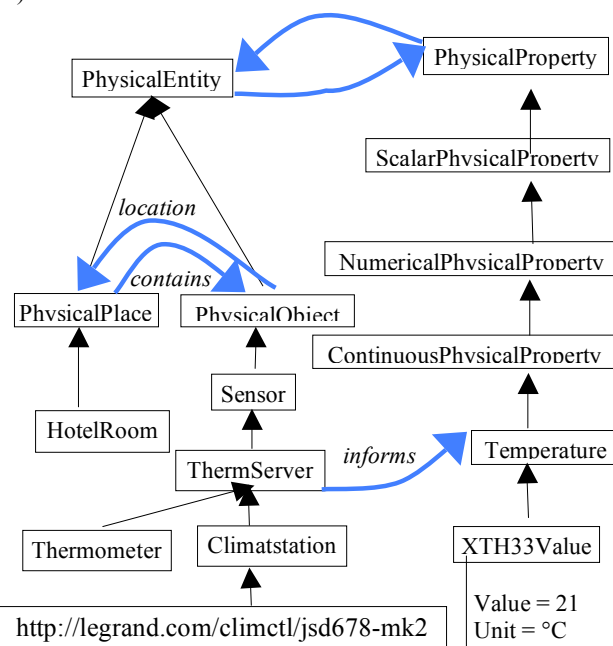 )
PhysicalEntity
PhysicalProperty
ScalarPhysicalProperty
location
contains
NumericalPhysicalProperty
PhysicalPlace
PhysicalObject
ContinuousPhysicalProperty
Sensor
HotelRoom
informs
Temperature
ThermServer
Thermometer
Climatstation
XTH33Value
Value = 21
Unit = °C
http://legrand.com/climctl/jsd678-mk2